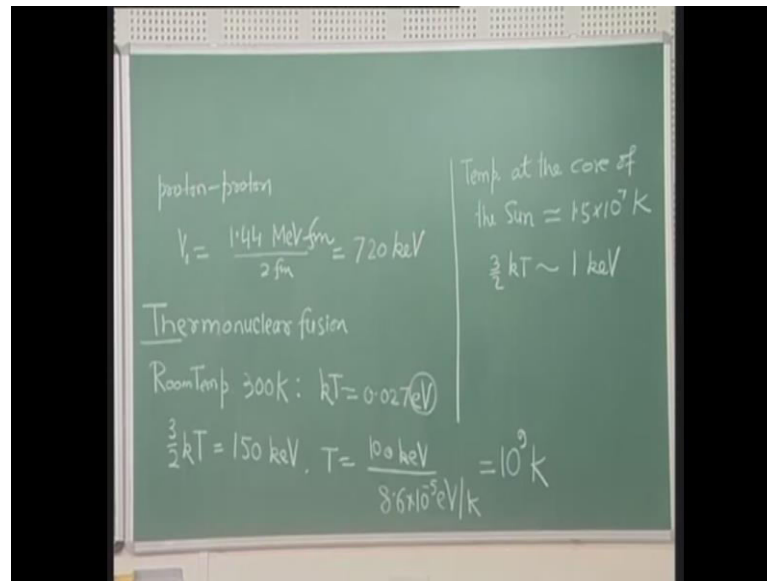 proton-proton
V₁ = 1.44 MeV fm / 2 fm = 720 keV
Thermonuclear fusion
Room Temp 300K : kT = 0.027 eV
3/2 kT = 150 keV. T = 100 keV / 8.6×10⁻⁵ eV/K = 10⁹ K
Temp at the core of
the Sun ≃ 1.5×10⁷ K
3/2 kT ~ 1 keV